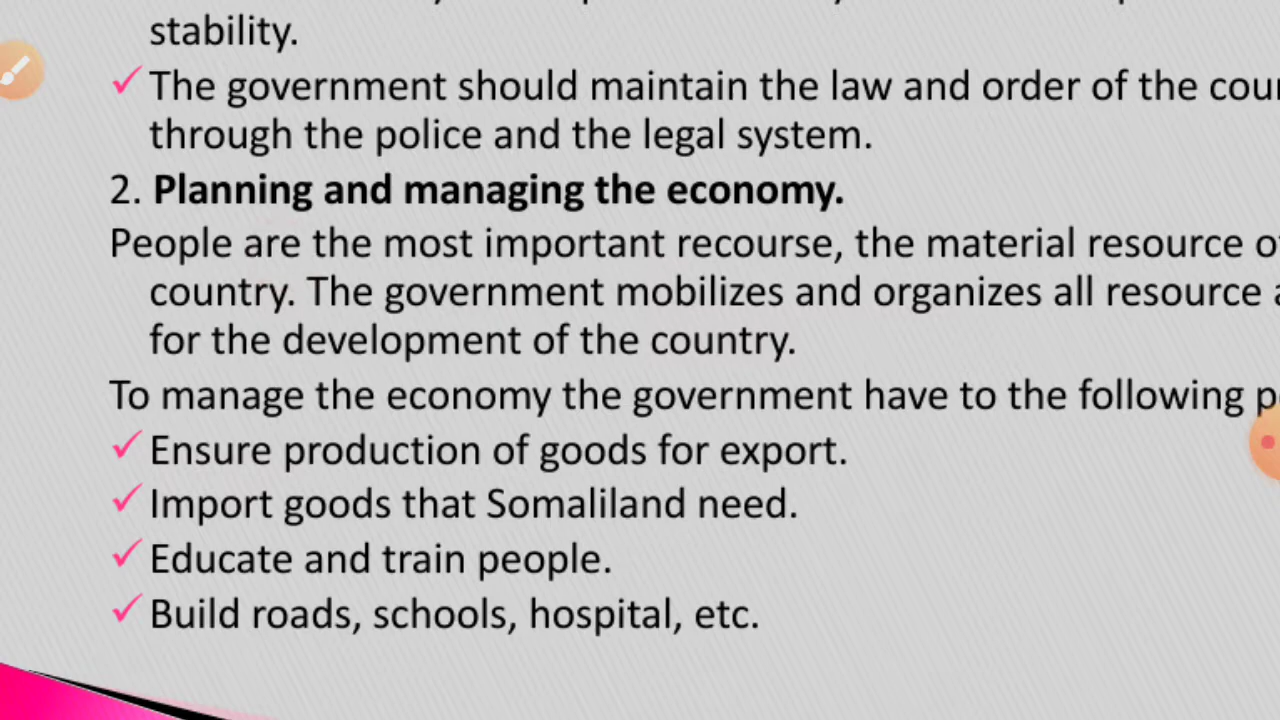 stability.
The government should maintain the law and order of the
through the police and the legal system.
2. Planning and managing the economy.
People are the most important recourse, the material resource
country. The government mobilizes and organizes all resource
for the development of the country.
To manage the economy the government have to the following
Ensure production of goods for export.
Import goods that Somaliland need.
Educate and train people.
Build roads, schools, hospital, etc.